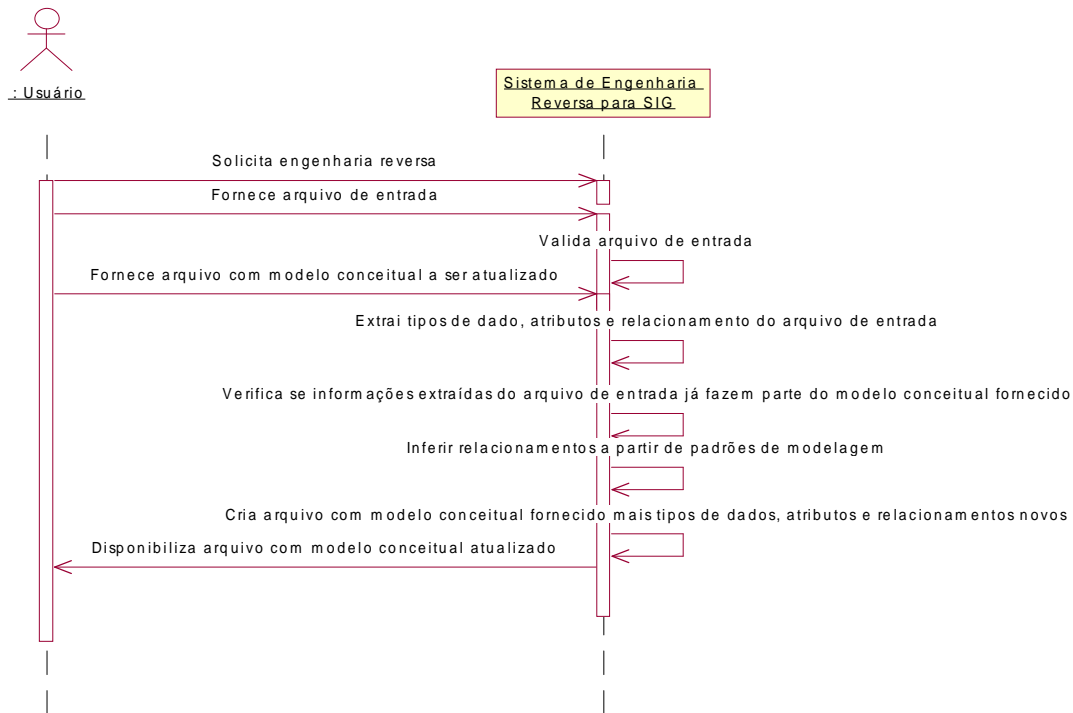 : Usuário
Sistema de Engenharia
Reversa para SIG
Solicita engenharia reversa
Fornece arquivo de entrada
Valida arquivo de entrada
Fornece arquivo com modelo conceitual a ser atualizado
Extrai tipos de dado, atributos e relacionamento do arquivo de entrada
Verifica se informações extraídas do arquivo de entrada já fazem parte do modelo conceitual fornecido
Inferir relacionamentos a partir de padrões de modelagem
Cria arquivo com modelo conceitual fornecido mais tipos de dados, atributos e relacionamentos novos
Disponibiliza arquivo com modelo conceitual atualizado